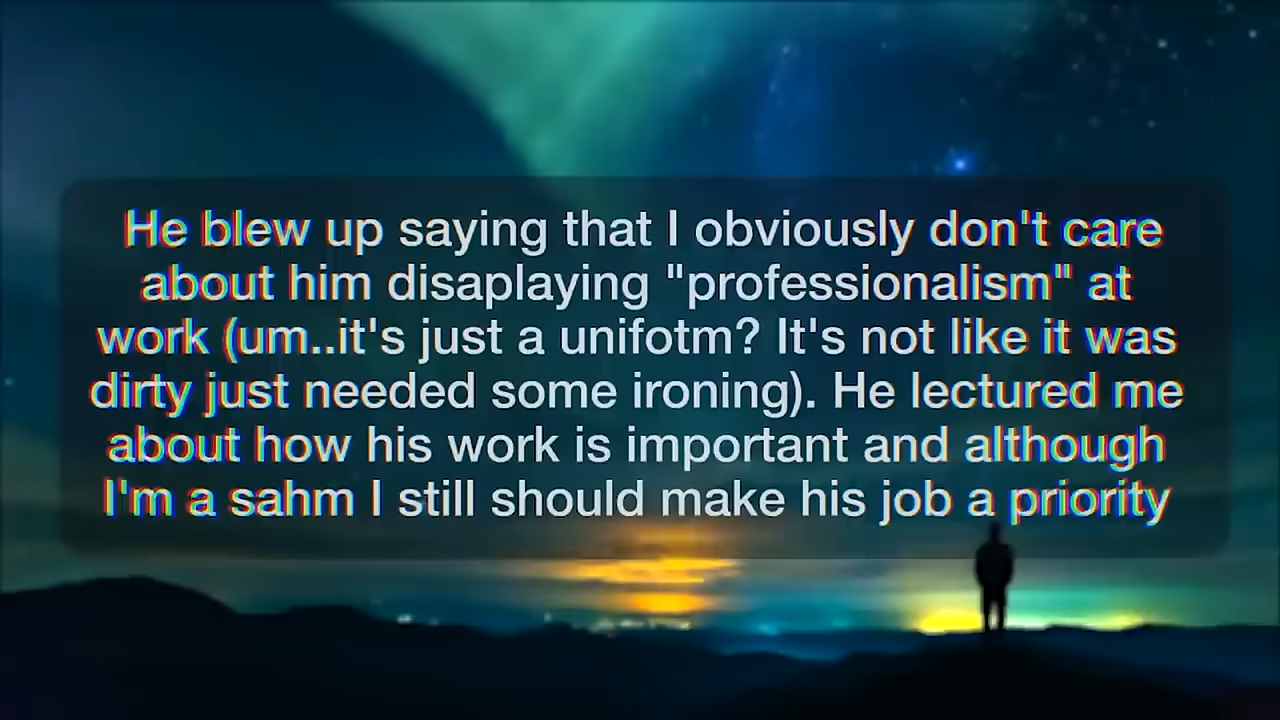 He blew up saying that I obviously don't care
about him disaplaying "professionalism" at
work (um..it's just a unifotm? It's not like it was
dirty just needed some ironing). He lectured me
about how his work is important and although
I'm a sahm I still should make his job a priority